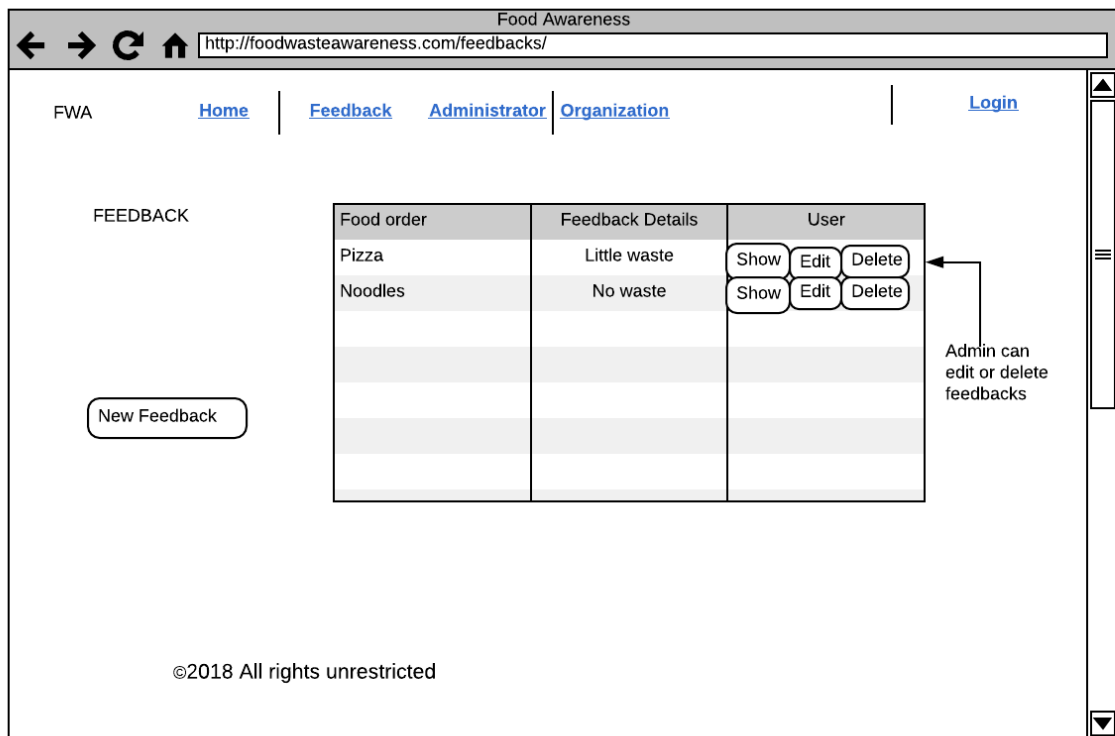 Food Awareness
http://foodwasteawareness.com/feedbacks/
FWA Home Feedback Administrator Organization Login
FEEDBACK
Food order Feedback Details User
Pizza Little waste Show Edit Delete
Noodles No waste Show Edit Delete
Admin can
edit or delete
feedbacks
New Feedback
©2018 All rights unrestricted